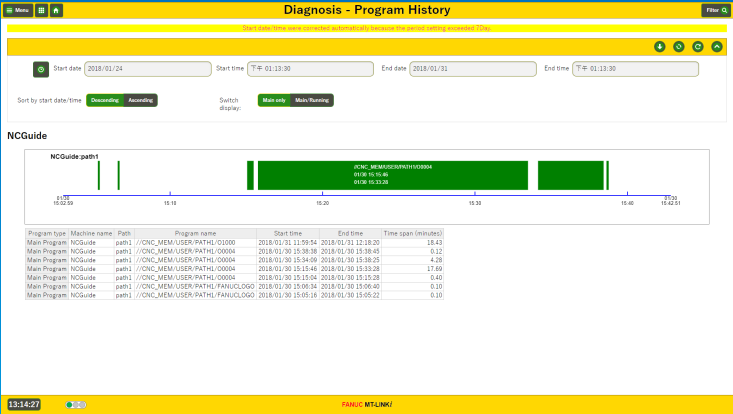 Menu
Diagnosis - Program History
Filter
Start date/time were corrected automatically because the period setting exceeded 7Day.
Start date 2018/01/24 Start time 下午 01:13:30 End date 2018/01/31 End time 下午 01:13:30
Sort by start date/time Descending Ascending Switch display: Main only Main/Running
NCGuide
NCGuide:path1
//CNC_MEM/USER/PATH1/O0004
01/30 15:15:46
01/30 15:33:28
01/30 15:02:59 15:10 15:20 15:30 15:40 01/30 15:42:51
Program type Machine name Path Program name Start time End time Time span (minutes)
Main Program NCGuide path1 //CNC_MEM/USER/PATH1/O1000 2018/01/31 11:59:54 2018/01/31 12:18:20 18.43
Main Program NCGuide path1 //CNC_MEM/USER/PATH1/O0004 2018/01/30 15:38:38 2018/01/30 15:38:45 0.12
Main Program NCGuide path1 //CNC_MEM/USER/PATH1/O0004 2018/01/30 15:34:09 2018/01/30 15:38:25 4.28
Main Program NCGuide path1 //CNC_MEM/USER/PATH1/O0004 2018/01/30 15:15:46 2018/01/30 15:33:28 17.69
Main Program NCGuide path1 //CNC_MEM/USER/PATH1/O0004 2018/01/30 15:15:04 2018/01/30 15:15:28 0.40
Main Program NCGuide path1 //CNC_MEM/USER/PATH1/FANUCLOGO 2018/01/30 15:06:34 2018/01/30 15:06:40 0.10
Main Program NCGuide path1 //CNC_MEM/USER/PATH1/FANUCLOGO 2018/01/30 15:05:16 2018/01/30 15:05:22 0.10
13:14:27
FANUC MT-LINKi